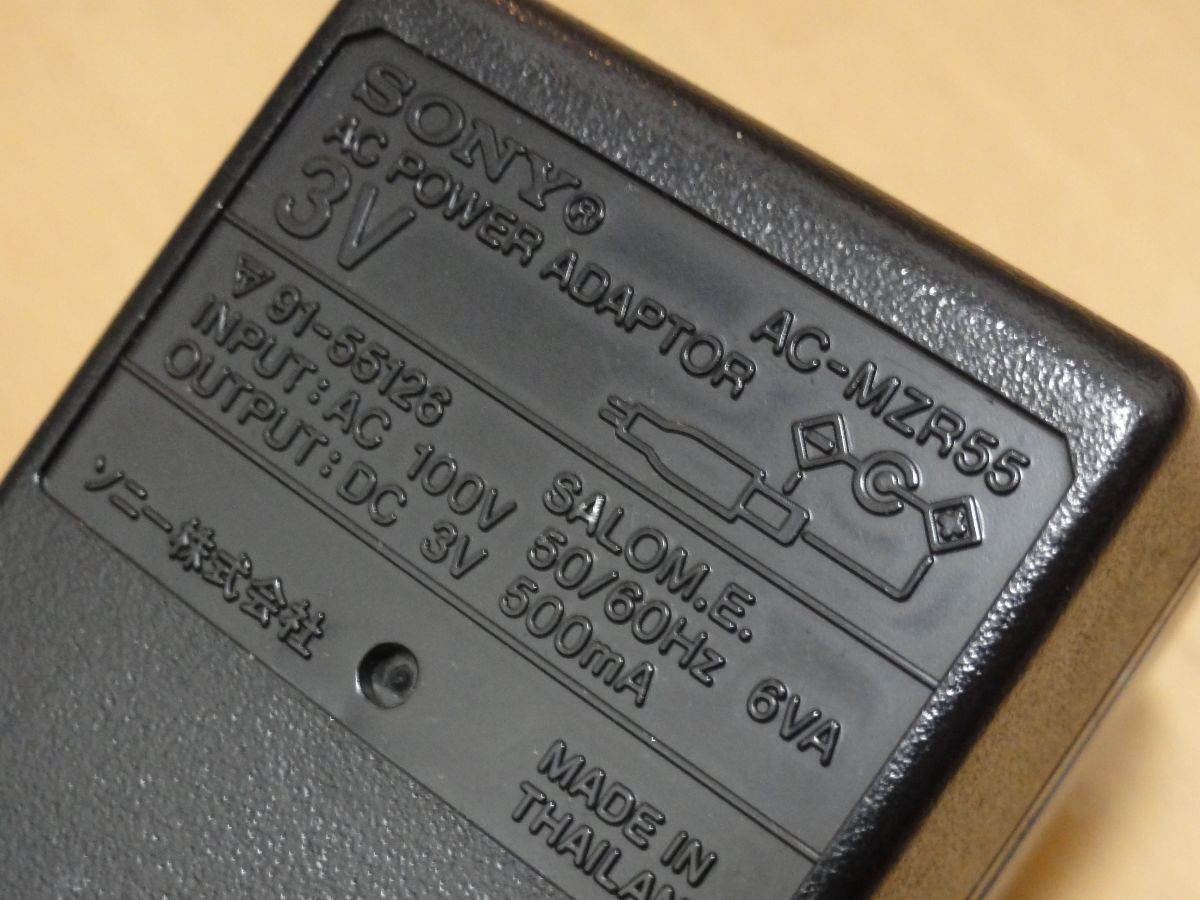 SONY®
AC POWER ADAPTOR AC-MZR55
3V
91-55126 SALOM.E.
INPUT: AC 100V 50/60Hz 6VA
OUTPUT: DC 3V 500mA
ソニー株式会社
MADE IN